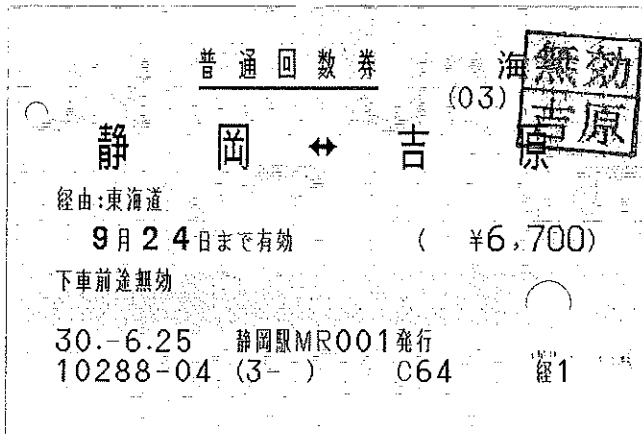 普通回数券 海
無効
吉原
(03)
静岡↔吉原
経由:東海道
9月24日まで有効 ( ¥6,700)
下車前途無効
30.-6.25 静岡駅MR001発行
10288-04 (3- ) C64 経1